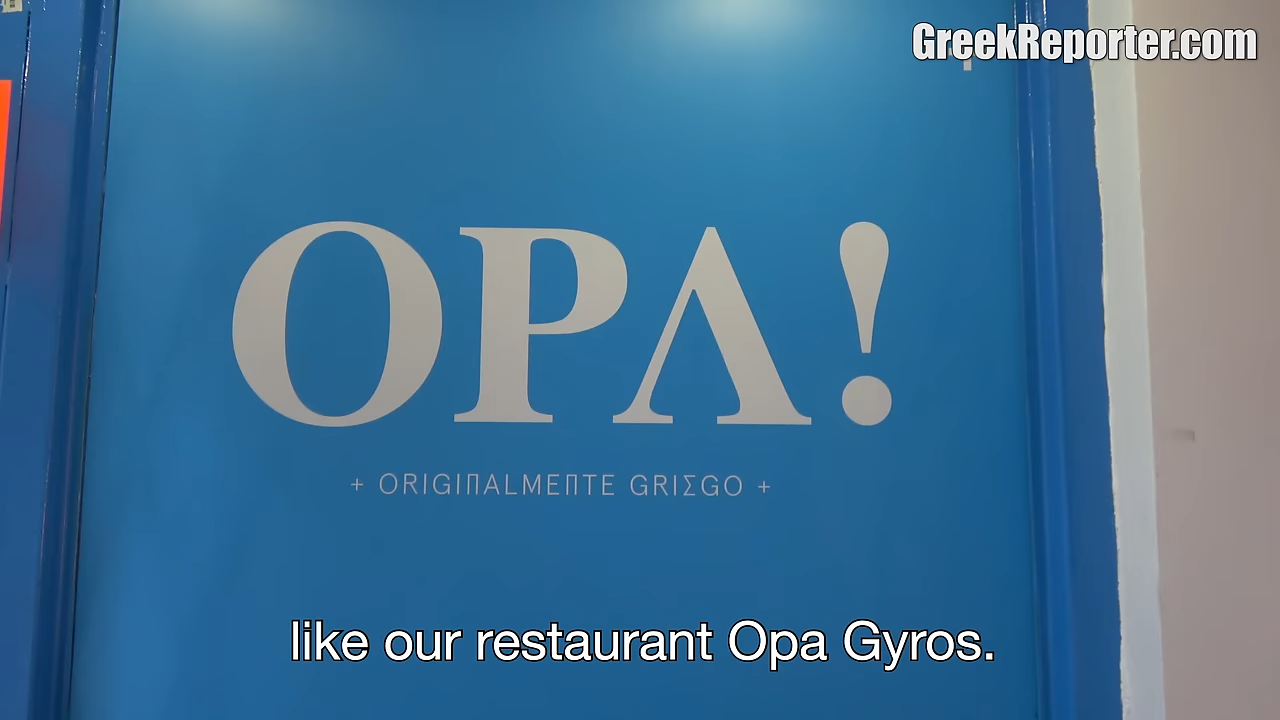 GreekReporter.com
OPΛ!
+ ORIGIΠALMEΠTE GRIΣGO +
like our restaurant Opa Gyros.